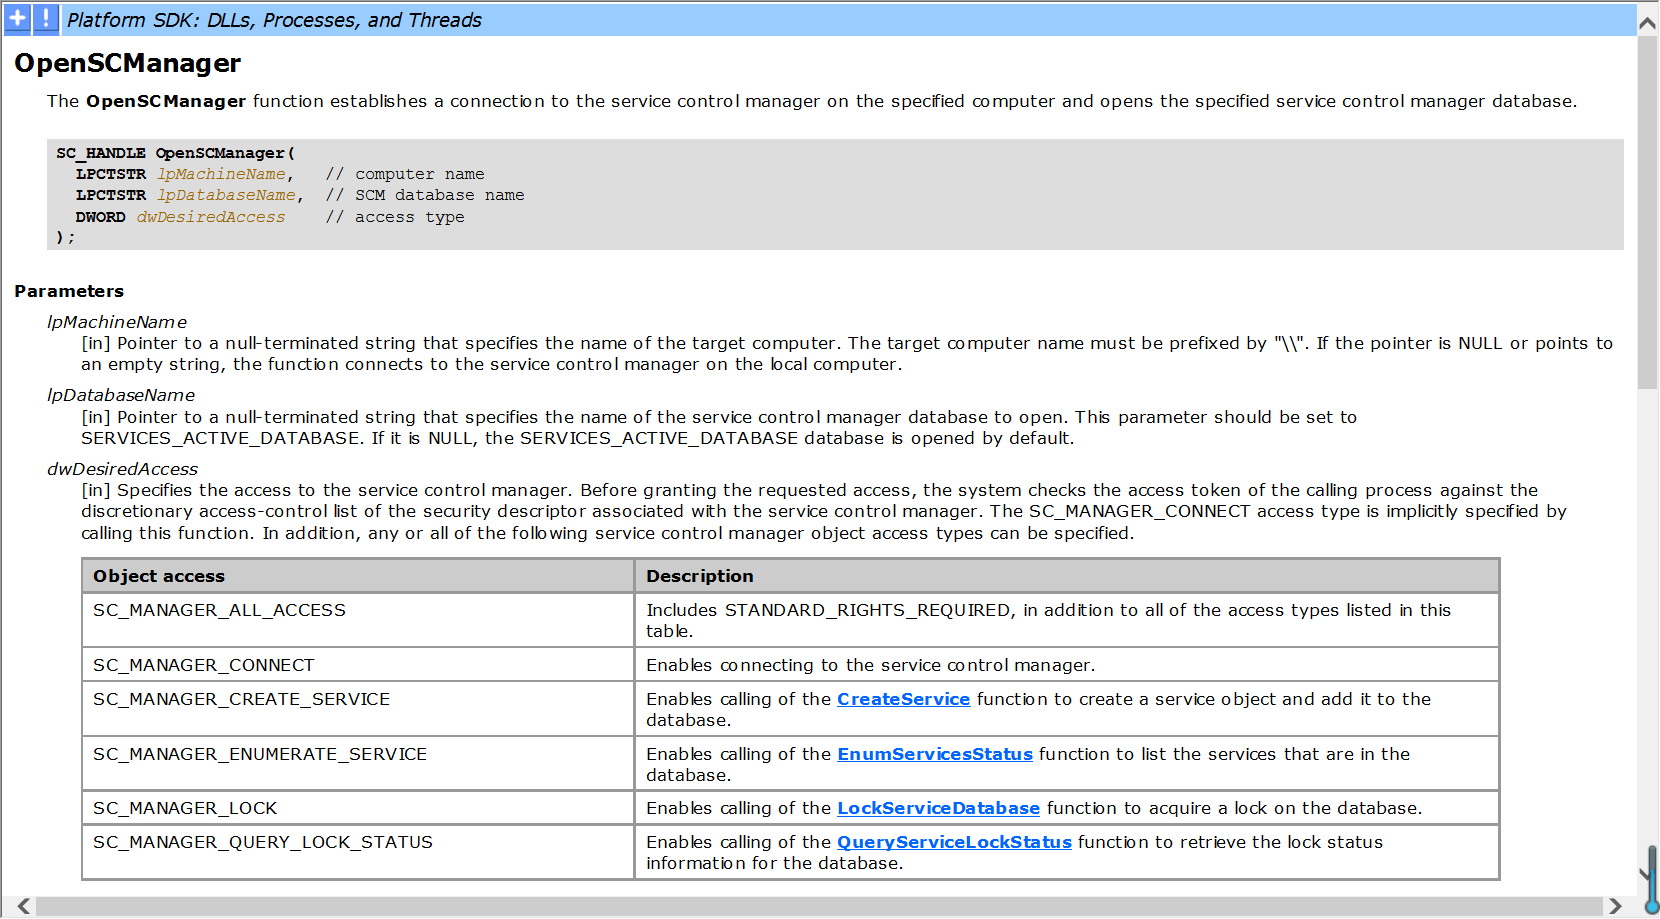 Platform SDK: DLLs, Processes, and Threads
OpenSCManager
The OpenSCManager function establishes a connection to the service control manager on the specified computer and opens the specified service control manager database.
SC_HANDLE OpenSCManager(
  LPCTSTR lpMachineName,   // computer name
  LPCTSTR lpDatabaseName,  // SCM database name
  DWORD dwDesiredAccess    // access type
);
Parameters
lpMachineName
[in] Pointer to a null-terminated string that specifies the name of the target computer. The target computer name must be prefixed by "\\". If the pointer is NULL or points to
an empty string, the function connects to the service control manager on the local computer.
lpDatabaseName
[in] Pointer to a null-terminated string that specifies the name of the service control manager database to open. This parameter should be set to
SERVICES_ACTIVE_DATABASE. If it is NULL, the SERVICES_ACTIVE_DATABASE database is opened by default.
dwDesiredAccess
[in] Specifies the access to the service control manager. Before granting the requested access, the system checks the access token of the calling process against the
discretionary access-control list of the security descriptor associated with the service control manager. The SC_MANAGER_CONNECT access type is implicitly specified by
calling this function. In addition, any or all of the following service control manager object access types can be specified.
Object access Description
SC_MANAGER_ALL_ACCESS Includes STANDARD_RIGHTS_REQUIRED, in addition to all of the access types listed in this
table.
SC_MANAGER_CONNECT Enables connecting to the service control manager.
SC_MANAGER_CREATE_SERVICE Enables calling of the CreateService function to create a service object and add it to the
database.
SC_MANAGER_ENUMERATE_SERVICE Enables calling of the EnumServicesStatus function to list the services that are in the
database.
SC_MANAGER_LOCK Enables calling of the LockServiceDatabase function to acquire a lock on the database.
SC_MANAGER_QUERY_LOCK_STATUS Enables calling of the QueryServiceLockStatus function to retrieve the lock status
information for the database.